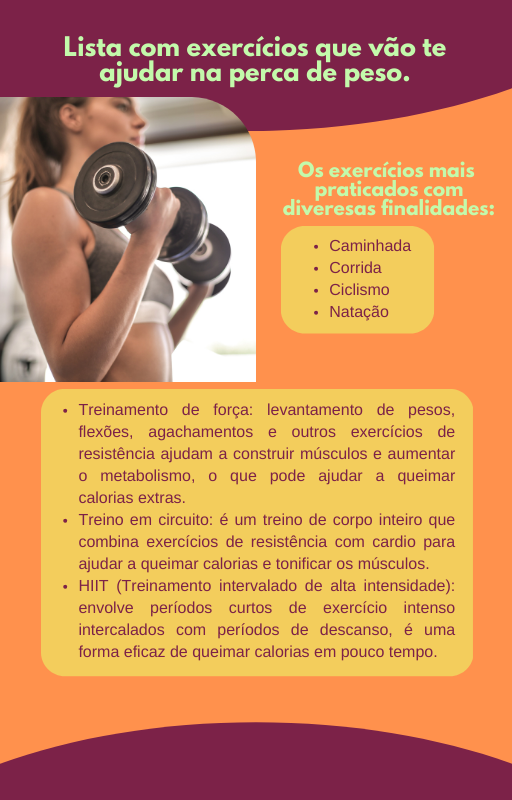 Lista com exercícios que vão te
ajudar na perca de peso.
Os exercícios mais
praticados com
diveresas finalidades:
• Caminhada
• Corrida
• Ciclismo
• Natação
• Treinamento de força: levantamento de pesos,
flexões, agachamentos e outros exercícios de
resistência ajudam a construir músculos e aumentar
o metabolismo, o que pode ajudar a queimar
calorias extras.
• Treino em circuito: é um treino de corpo inteiro que
combina exercícios de resistência com cardio para
ajudar a queimar calorias e tonificar os músculos.
• HIIT (Treinamento intervalado de alta intensidade):
envolve períodos curtos de exercício intenso
intercalados com períodos de descanso, é uma
forma eficaz de queimar calorias em pouco tempo.